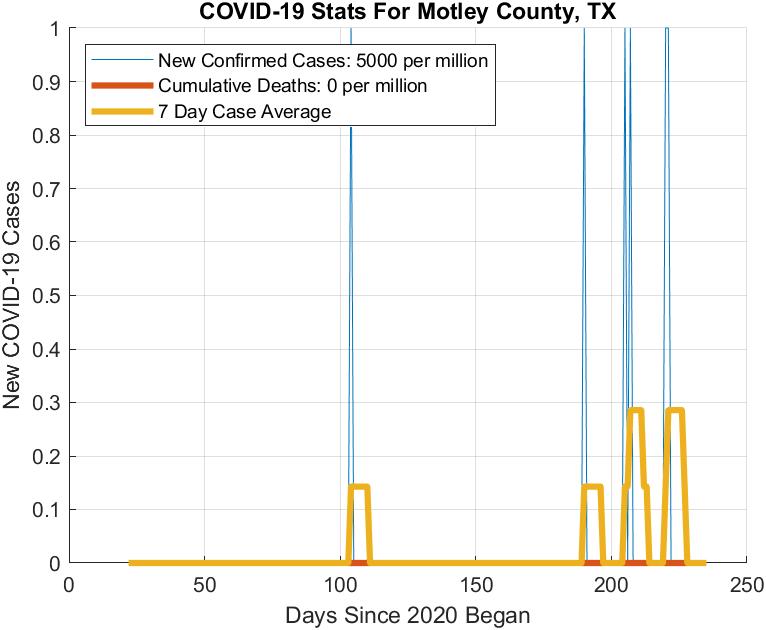 COVID-19 Stats For Motley County, TX
New Confirmed Cases: 5000 per million
Cumulative Deaths: 0 per million
7 Day Case Average
New COVID-19 Cases
1
0.9
0.8
0.7
0.6
0.5
0.4
0.3
0.2
0.1
0
0 50 100 150 200 250
Days Since 2020 Began